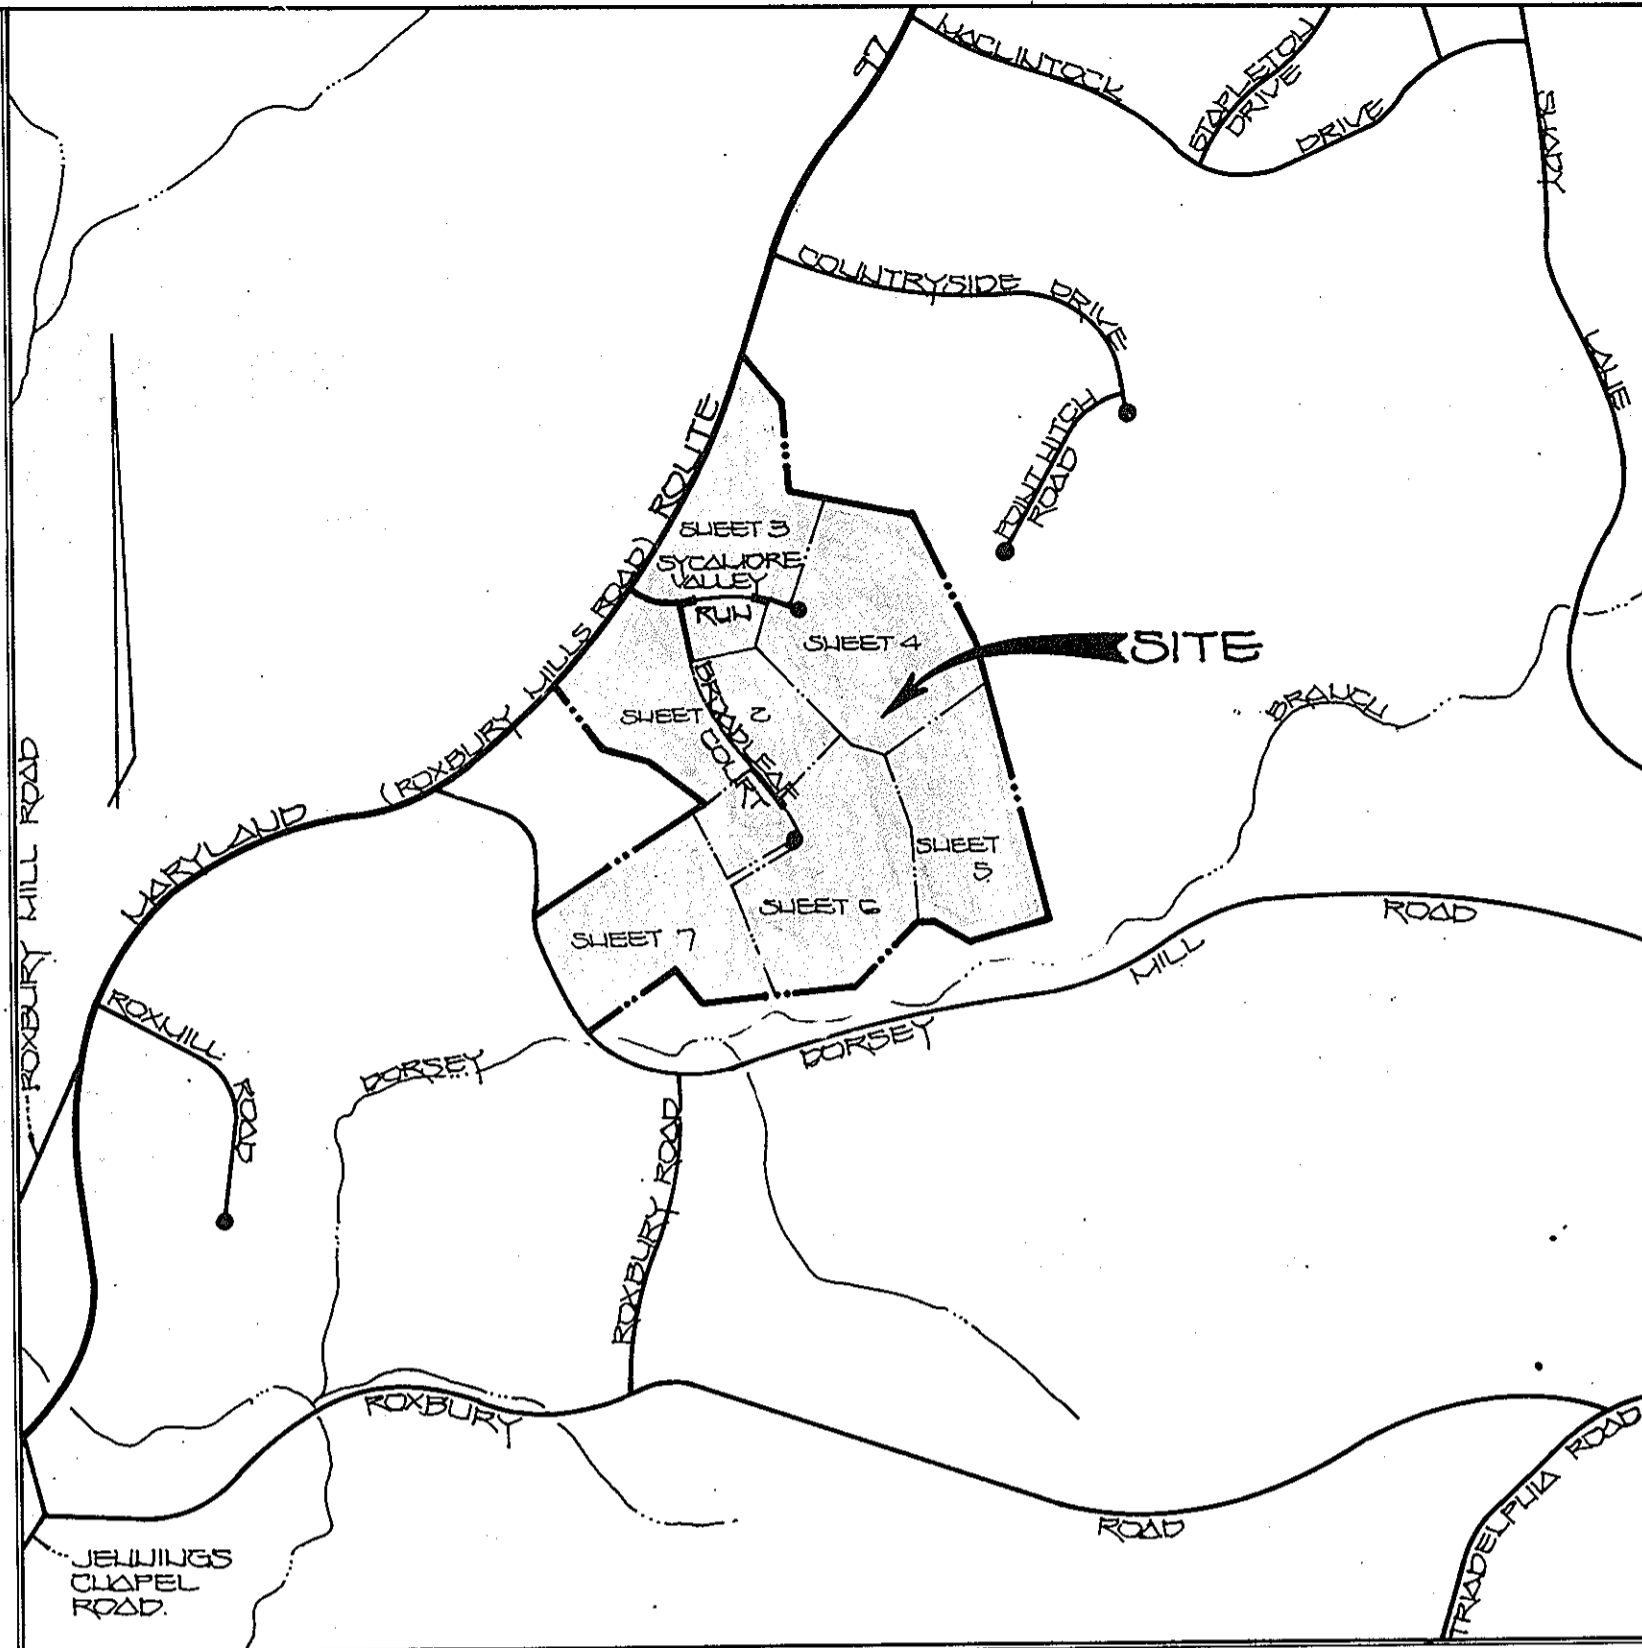 MACLINTOCK
DRIVE
STAPLETON
DRIVE
97
SHADY
LANE
COUNTRYSIDE DRIVE
POINT HITCH
ROAD
ROUTE
SHEET 3
SYCAMORE
VALLEY
RUN
SHEET 4
SITE
SHEET 2
BROADLEAF
COURT
BRANCH
(ROXBURY MILLS ROAD)
MARYLAND
ROXBURY MILL ROAD
SHEET
5
SHEET 6
SHEET 7
ROAD
MILL
DORSEY
ROXHILL
ROAD
DORSEY
ROXBURY ROAD
ROXBURY
ROAD
TRIADELPHIA ROAD
JENNINGS
CHAPEL
ROAD.